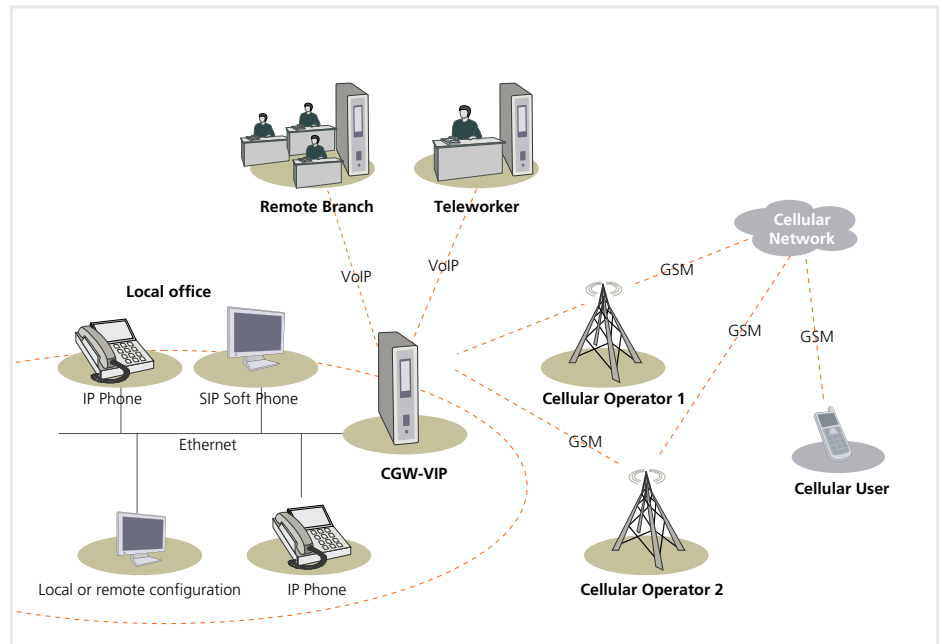 Remote Branch
Teleworker
Cellular
Network
VoIP
VoIP
GSM
Local office
GSM
GSM
IP Phone
SIP Soft Phone
Cellular Operator 1
Ethernet
GSM
CGW-VIP
Cellular User
Local or remote configuration
IP Phone
Cellular Operator 2